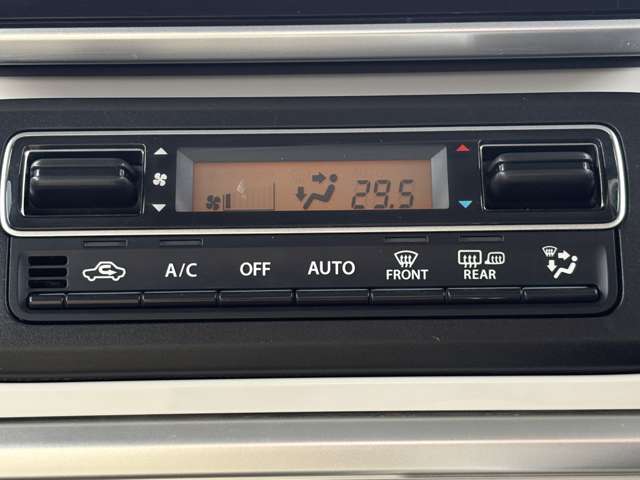 29.5
A/C OFF AUTO FRONT REAR